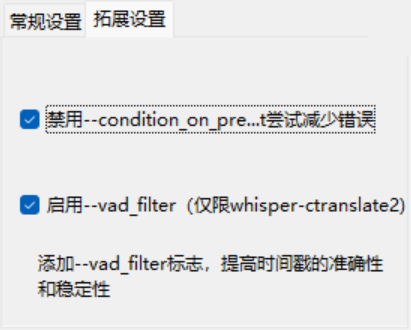 常规设置 拓展设置
禁用--condition_on_pre...t尝试减少错误
启用--vad_filter（仅限whisper-ctranslate2)
添加--vad_filter标志，提高时间戳的准确性
和稳定性